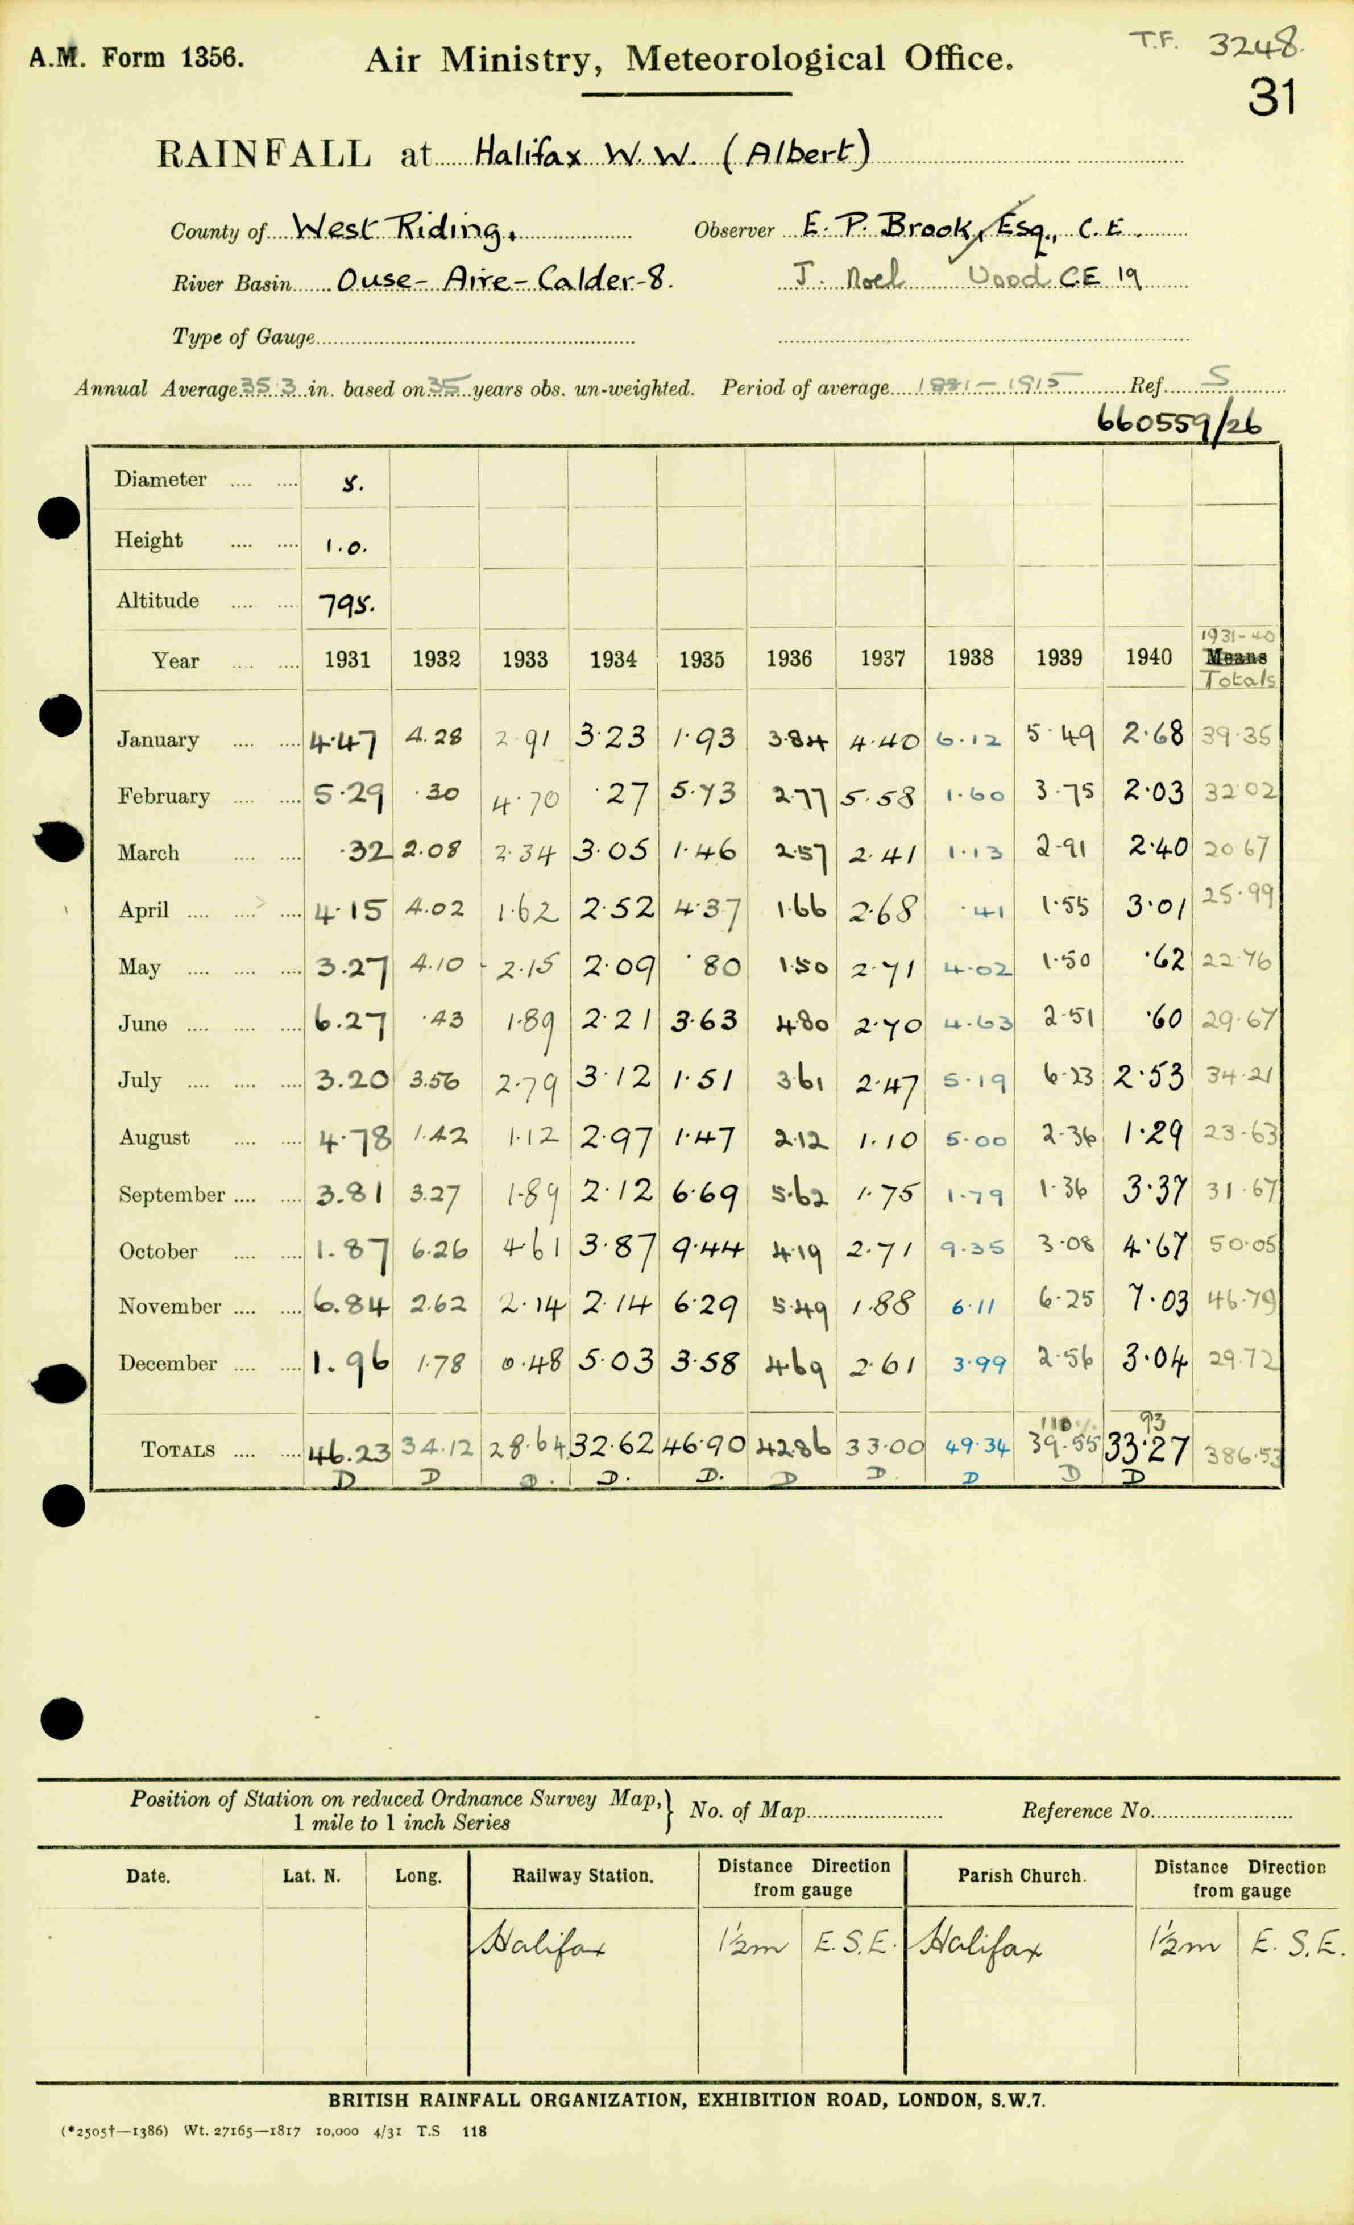 T.F. 3248.
A.M. Form 1356. Air Ministry, Meteorological Office.
31
RAINFALL at Halifax W.W. (Albert)
County of West Riding. Observer E. P. Brook, Esq., C.E.
River Basin Ouse-Aire-Calder-8. J. Noel Wood C.E 19
Type of Gauge
Annual Average 35.3 in. based on 35 years obs. un-weighted. Period of average 1881-1915 Ref. S
660559/26
Diameter 5.
Height 1.0.
Altitude 795.
1931-40
Year 1931 1932 1933 1934 1935 1936 1937 1938 1939 1940 Means
Totals
January 4.47 4.28 2.91 3.23 1.93 3.84 4.40 6.12 5.49 2.68 39.35
February 5.29 .30 4.70 .27 5.73 2.77 5.58 1.60 3.75 2.03 32.02
March .32 2.08 2.34 3.05 1.46 2.57 2.41 1.13 2.91 2.40 20.67
April 4.15 4.02 1.62 2.52 4.37 1.66 2.68 .41 1.55 3.01 25.99
May 3.27 4.10 2.15 2.09 .80 1.50 2.71 4.02 1.50 .62 22.76
June 6.27 .43 1.89 2.21 3.63 4.80 2.70 4.63 2.51 .60 29.67
July 3.20 3.56 2.79 3.12 1.51 3.61 2.47 5.19 6.23 2.53 34.21
August 4.78 1.42 1.12 2.97 1.47 2.12 1.10 5.00 2.36 1.29 23.63
September 3.81 3.27 1.89 2.12 6.69 5.62 1.75 1.79 1.36 3.37 31.67
October 1.87 6.26 4.61 3.87 9.44 4.19 2.71 9.35 3.08 4.67 50.05
November 6.84 2.62 2.14 2.14 6.29 5.49 1.88 6.11 6.25 7.03 46.79
December 1.96 1.78 0.48 5.03 3.58 4.69 2.61 3.99 2.56 3.04 29.72
110% 93
TOTALS 46.23 34.12 28.64 32.62 46.90 42.86 33.00 49.34 39.55 33.27 386.53
D D D. D. D. D D D D D
Position of Station on reduced Ordnance Survey Map, } No. of Map Reference No.
1 mile to 1 inch Series
Date. Lat. N. Long. Railway Station. Distance Direction from gauge Parish Church. Distance Direction from gauge
Halifax 1½m E.S.E. Halifax 1½m E.S.E.
BRITISH RAINFALL ORGANIZATION, EXHIBITION ROAD, LONDON, S.W.7.
(*2505†—1386) Wt. 27165—1817 10,000 4/31 T.S 118